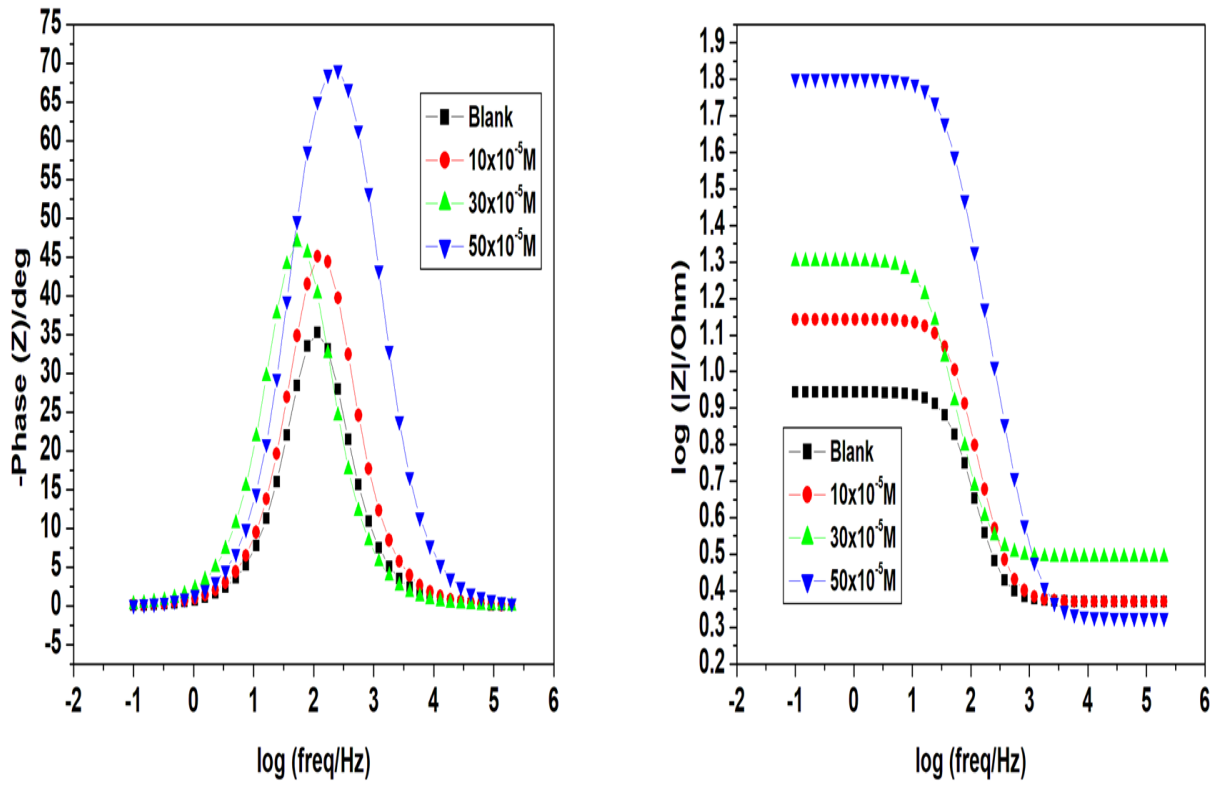 75
70
65
60
55
50
45
40
35
30
25
20
15
10
5
0
-5
-Phase (Z)/deg
Blank
10x10⁻⁵M
30x10⁻⁵M
50x10⁻⁵M
-2 -1 0 1 2 3 4 5 6
log (freq/Hz)
1.9
1.8
1.7
1.6
1.5
1.4
1.3
1.2
1.1
1.0
0.9
0.8
0.7
0.6
0.5
0.4
0.3
0.2
log (|Z|/Ohm)
Blank
10x10⁻⁵M
30x10⁻⁵M
50x10⁻⁵M
-2 -1 0 1 2 3 4 5 6
log (freq/Hz)